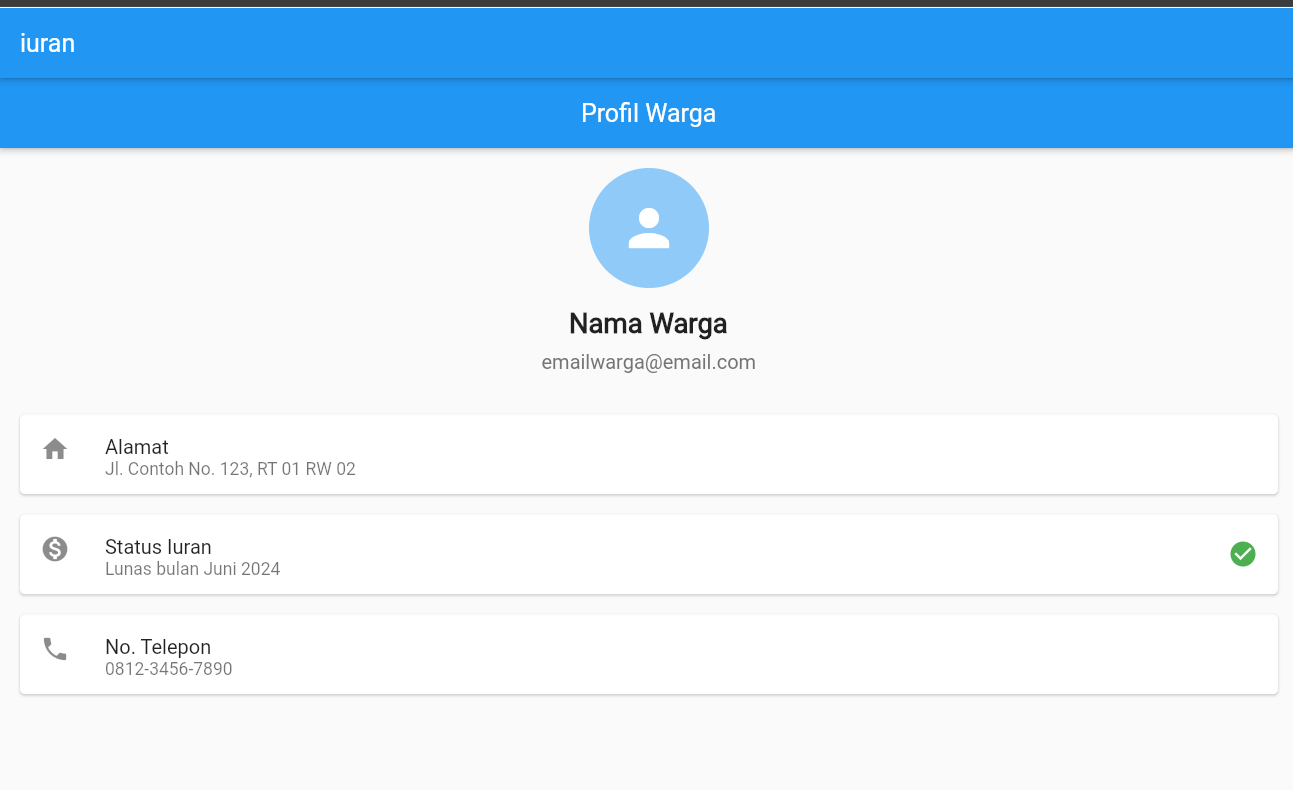 iuran
Profil Warga
Nama Warga
emailwarga@email.com
Alamat
Jl. Contoh No. 123, RT 01 RW 02
Status Iuran
Lunas bulan Juni 2024
No. Telepon
0812-3456-7890